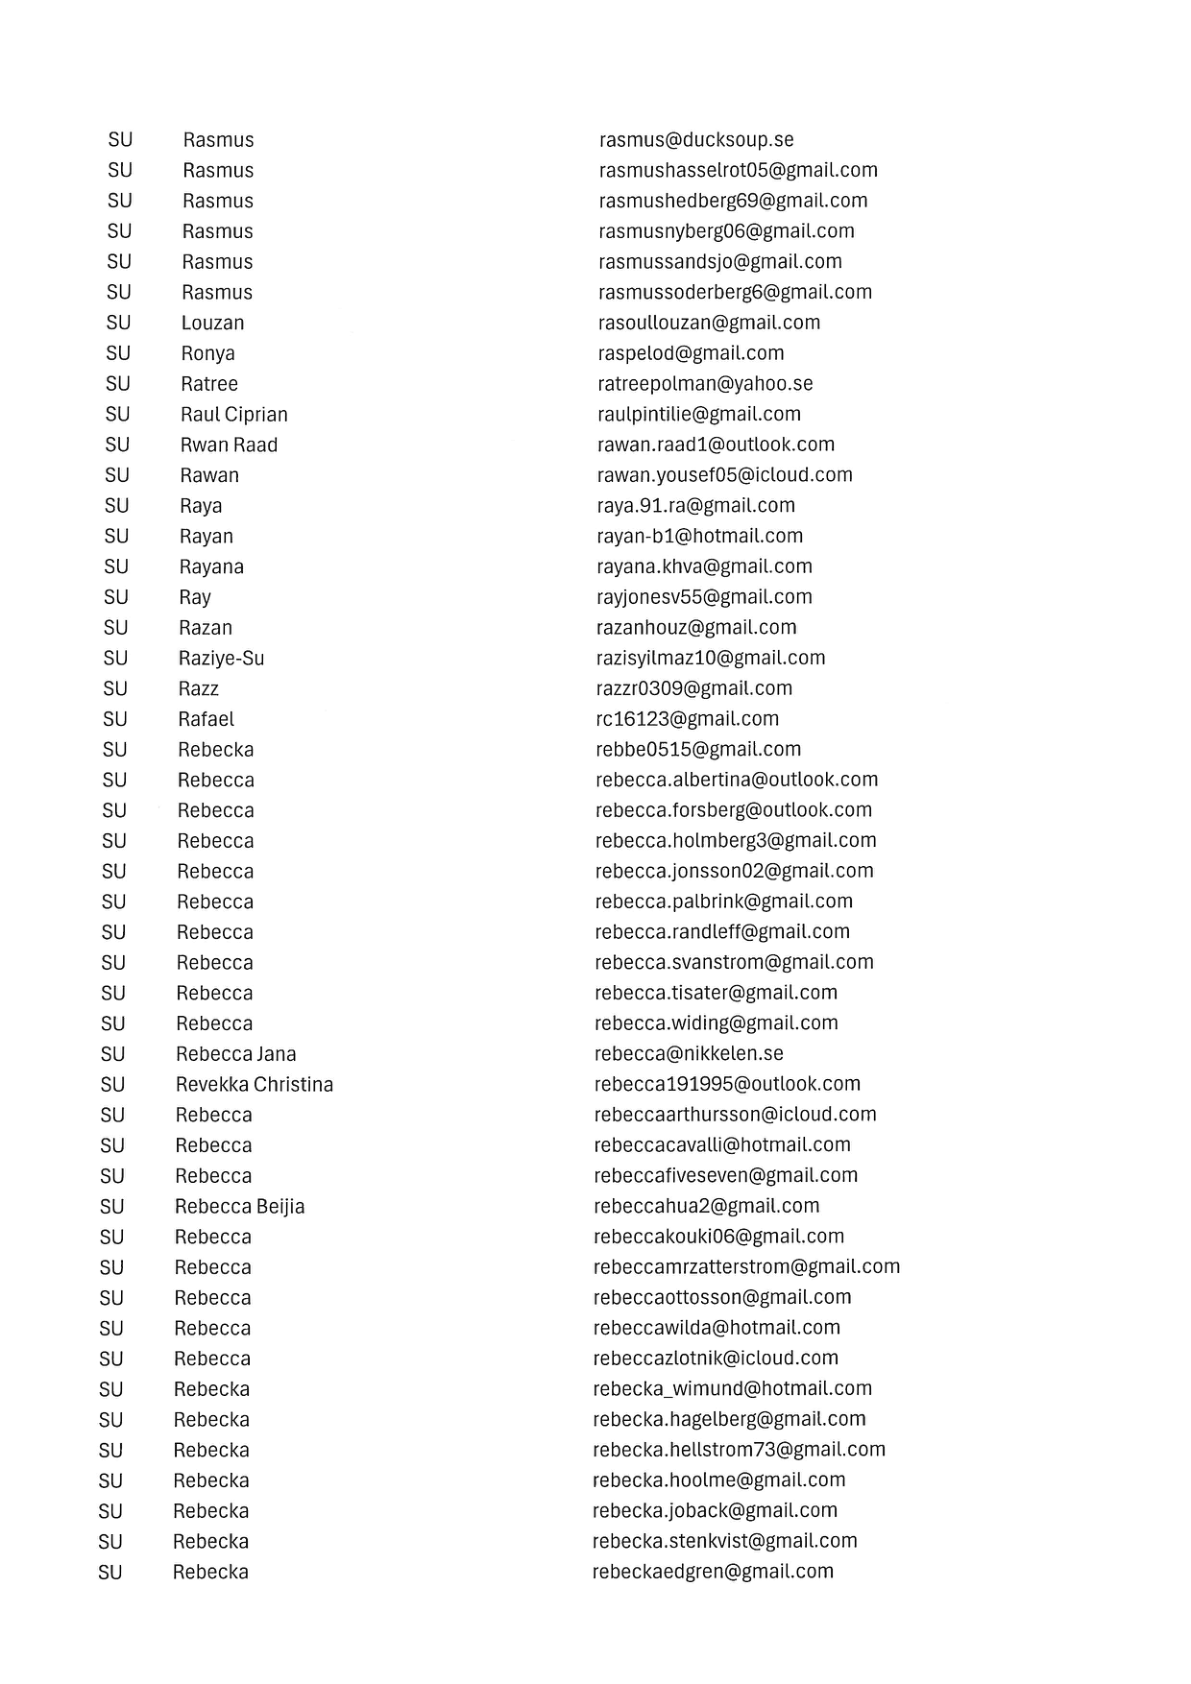 SU Rasmus rasmus@ducksoup.se
SU Rasmus rasmushasselrot05@gmail.com
SU Rasmus rasmushedberg69@gmail.com
SU Rasmus rasmusnyberg06@gmail.com
SU Rasmus rasmussandsjo@gmail.com
SU Rasmus rasmussoderberg6@gmail.com
SU Louzan rasoullouzan@gmail.com
SU Ronya raspelod@gmail.com
SU Ratree ratreepolman@yahoo.se
SU Raul Ciprian raulpintilie@gmail.com
SU Rwan Raad rawan.raad1@outlook.com
SU Rawan rawan.yousef05@icloud.com
SU Raya raya.91.ra@gmail.com
SU Rayan rayan-b1@hotmail.com
SU Rayana rayana.khva@gmail.com
SU Ray rayjonesv55@gmail.com
SU Razan razanhouz@gmail.com
SU Raziye-Su razisyilmaz10@gmail.com
SU Razz razzr0309@gmail.com
SU Rafael rc16123@gmail.com
SU Rebecka rebbe0515@gmail.com
SU Rebecca rebecca.albertina@outlook.com
SU Rebecca rebecca.forsberg@outlook.com
SU Rebecca rebecca.holmberg3@gmail.com
SU Rebecca rebecca.jonsson02@gmail.com
SU Rebecca rebecca.palbrink@gmail.com
SU Rebecca rebecca.randleff@gmail.com
SU Rebecca rebecca.svanstrom@gmail.com
SU Rebecca rebecca.tisater@gmail.com
SU Rebecca rebecca.widing@gmail.com
SU Rebecca Jana rebecca@nikkelen.se
SU Revekka Christina rebecca191995@outlook.com
SU Rebecca rebeccaarthursson@icloud.com
SU Rebecca rebeccacavalli@hotmail.com
SU Rebecca rebeccafiveseven@gmail.com
SU Rebecca Beijia rebeccahua2@gmail.com
SU Rebecca rebeccakouki06@gmail.com
SU Rebecca rebeccamrzatterstrom@gmail.com
SU Rebecca rebeccaottosson@gmail.com
SU Rebecca rebeccawilda@hotmail.com
SU Rebecca rebeccazlotnik@icloud.com
SU Rebecka rebecka_wimund@hotmail.com
SU Rebecka rebecka.hagelberg@gmail.com
SU Rebecka rebecka.hellstrom73@gmail.com
SU Rebecka rebecka.hoolme@gmail.com
SU Rebecka rebecka.joback@gmail.com
SU Rebecka rebecka.stenkvist@gmail.com
SU Rebecka rebeckaedgren@gmail.com